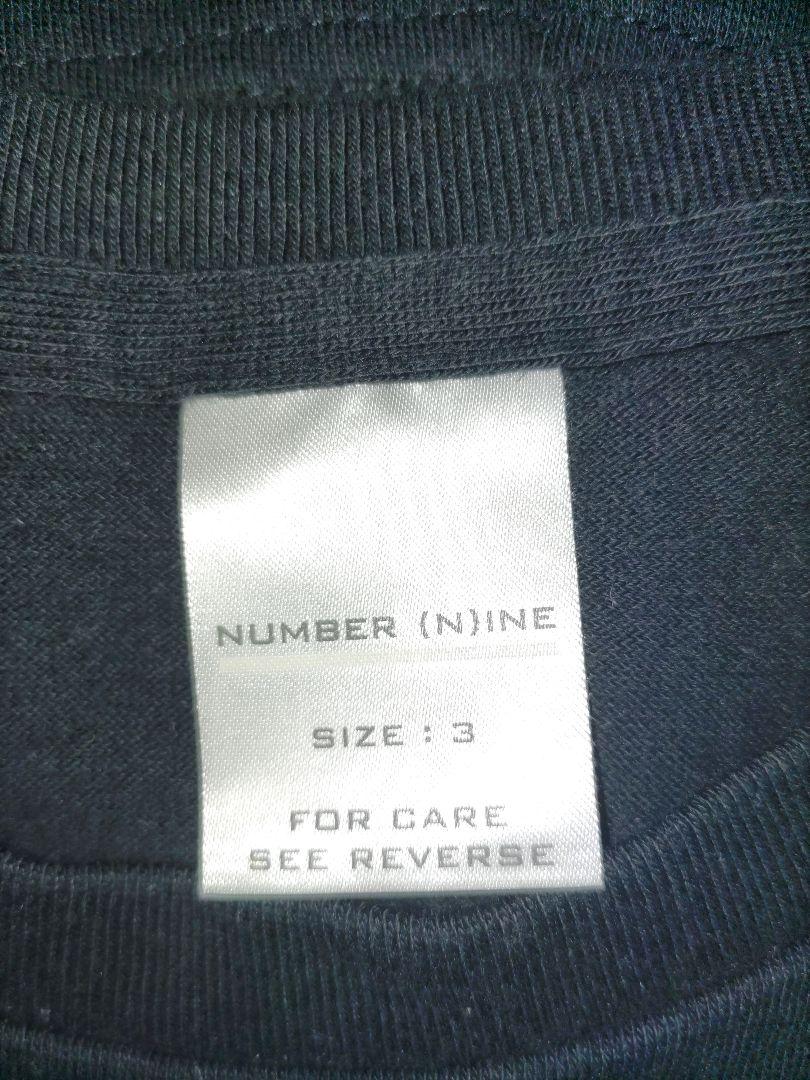 NUMBER (N)INE
SIZE : 3
FOR CARE
SEE REVERSE